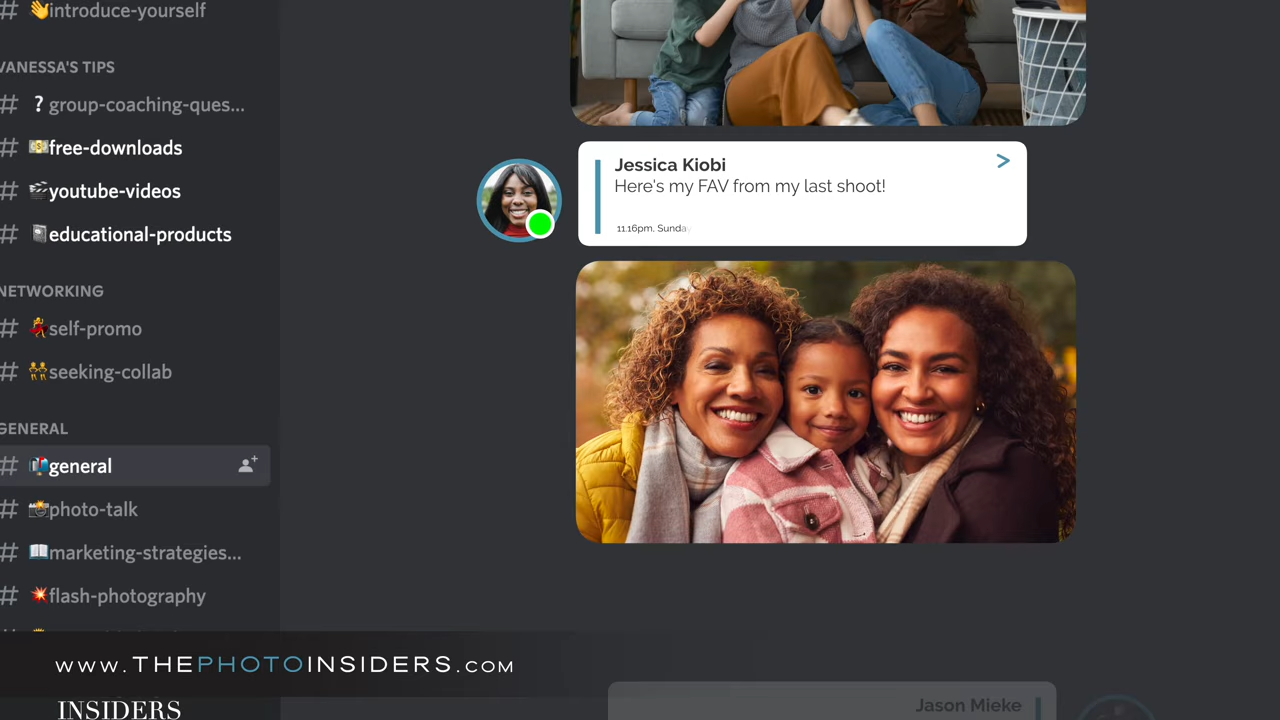 introduce-yourself
VANESSA'S TIPS
# ? group-coaching-ques...
# free-downloads
# youtube-videos
# educational-products
NETWORKING
# self-promo
# seeking-collab
GENERAL
# general
# photo-talk
# marketing-strategies...
# flash-photography
Jessica Kiobi
>
Here's my FAV from my last shoot!
11.16pm, Sunday
WWW.THEPHOTOINSIDERS.COM
INSIDERS
Jason Mieke